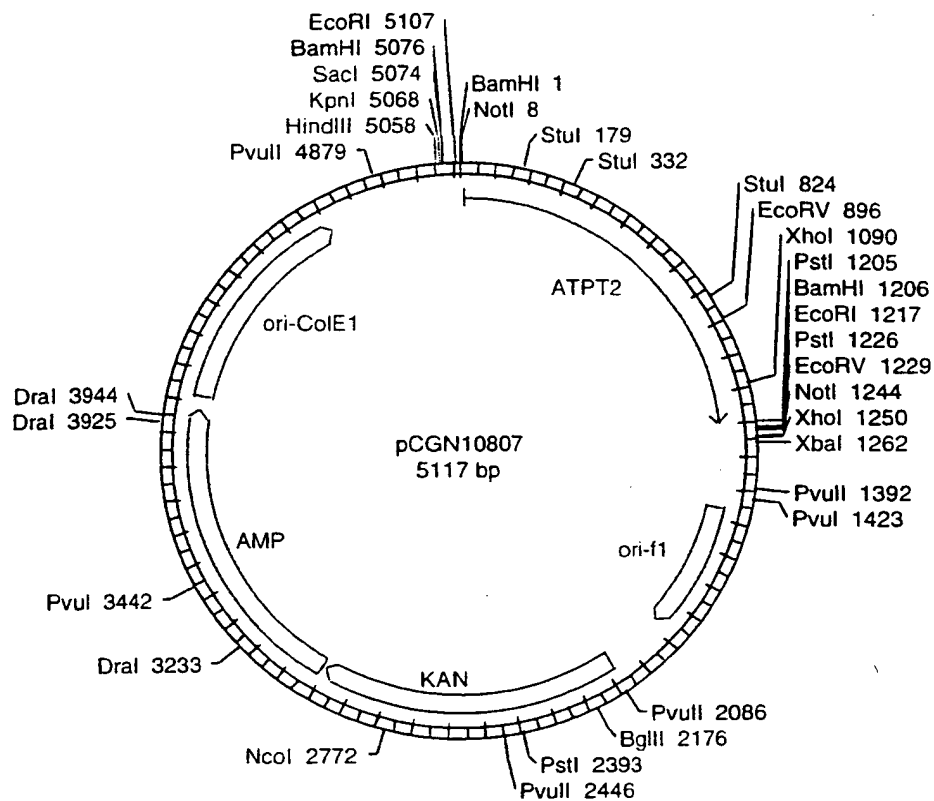 EcoRI 5107
BamHI 5076
SacI 5074
KpnI 5068
HindIII 5058
PvuII 4879
BamHI 1
NotI 8
StuI 179
StuI 332
StuI 824
EcoRV 896
XhoI 1090
PstI 1205
BamHI 1206
EcoRI 1217
PstI 1226
EcoRV 1229
NotI 1244
XhoI 1250
XbaI 1262
PvuII 1392
PvuI 1423
ATPT2
ori-ColE1
DraI 3944
DraI 3925
pCGN10807
5117 bp
ori-f1
AMP
PvuI 3442
DraI 3233
KAN
PvuII 2086
BglII 2176
NcoI 2772
PstI 2393
PvuII 2446